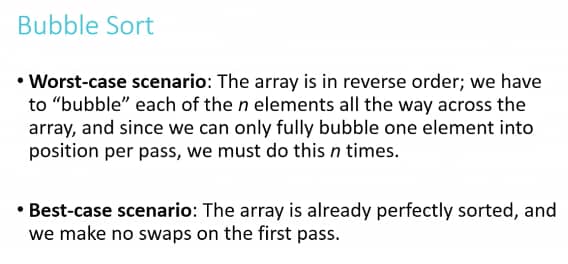 Bubble Sort
• Worst-case scenario: The array is in reverse order; we have
to “bubble” each of the n elements all the way across the
array, and since we can only fully bubble one element into
position per pass, we must do this n times.
• Best-case scenario: The array is already perfectly sorted, and
we make no swaps on the first pass.